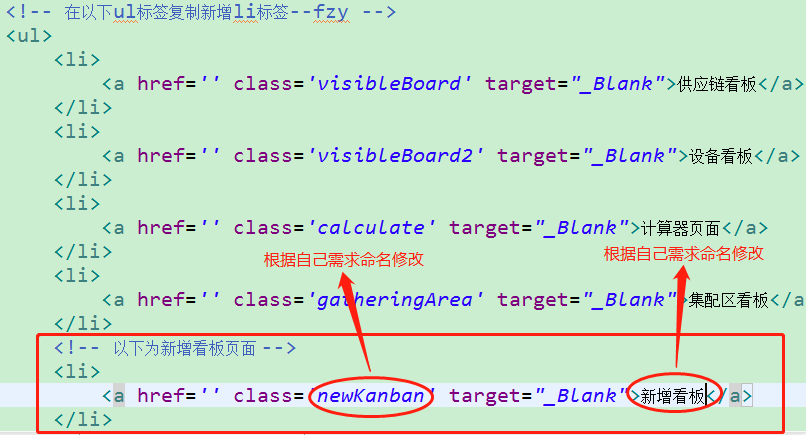 <!-- 在以下ul标签复制新增li标签--fzy -->
<ul>
<li>
<a href='' class='visibleBoard' target="_Blank">供应链看板</a>
</li>
<li>
<a href='' class='visibleBoard2' target="_Blank">设备看板</a>
</li>
<li>
<a href='' class='calculate' target="_Blank">计算器页面</a>
</li>
根据自己需求命名修改
根据自己需求命名修改
<li>
<a href='' class='gatheringArea' target="_Blank">集配区看板</a
</li>
<!-- 以下为新增看板页面 -->
<li>
<a href='' class='newKanban' target="_Blank">新增看板</a>
</li>